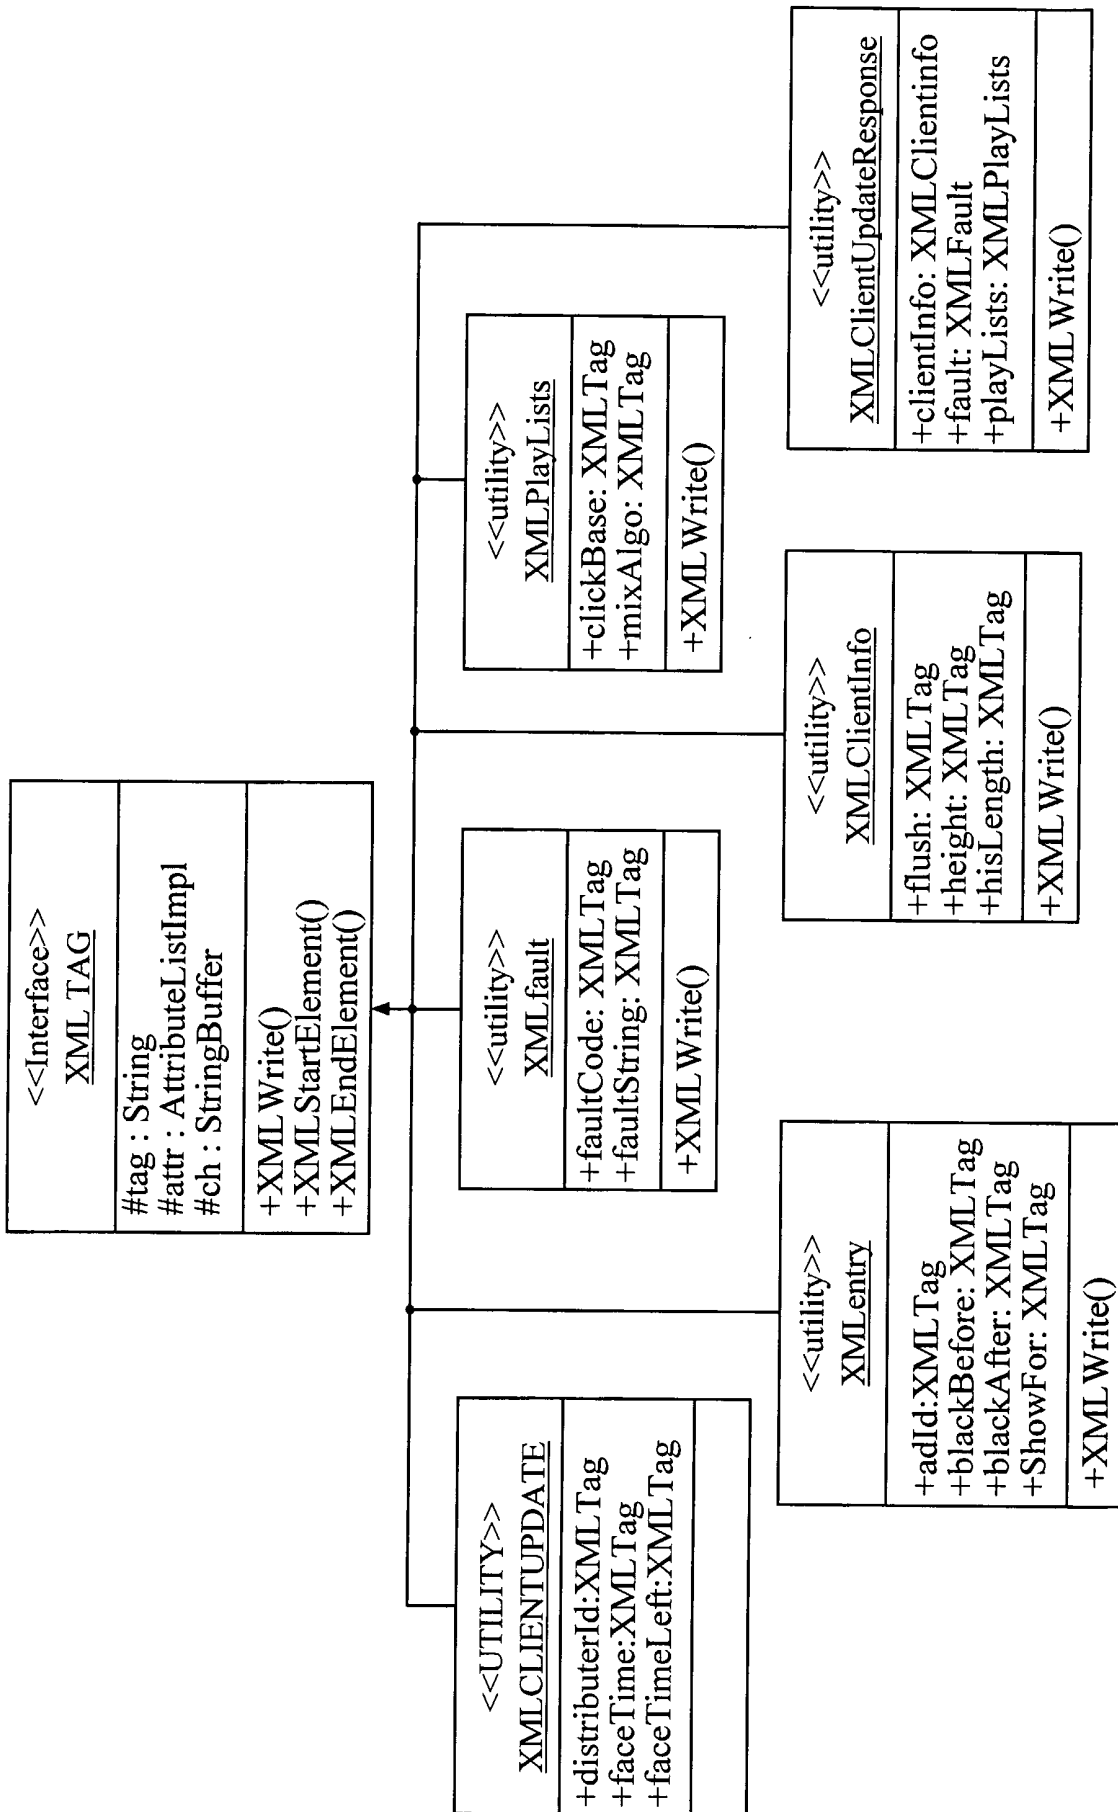 <<Interface>>
XML TAG
#tag : String
#attr : AttributeListImpl
#ch : StringBuffer
+XMLWrite()
+XMLStartElement()
+XMLEndElement()
<<UTILITY>>
XMLCLIENTUPDATE
+distributerId:XMLTag
+faceTime:XMLTag
+faceTimeLeft:XMLTag
<<utility>>
XMLfault
+faultCode: XMLTag
+faultString: XMLTag
+XMLWrite()
<<utility>>
XMLPlayLists
+clickBase: XMLTag
+mixAlgo: XMLTag
+XMLWrite()
<<utility>>
XMLentry
+adId:XMLTag
+blackBefore: XMLTag
+blackAfter: XMLTag
+ShowFor: XMLTag
+XMLWrite()
<<utility>>
XMLClientInfo
+flush: XMLTag
+height: XMLTag
+hisLength: XMLTag
+XMLWrite()
<<utility>>
XMLClientUpdateResponse
+clientInfo: XMLClientinfo
+fault: XMLFault
+playLists: XMLPlayLists
+XMLWrite()